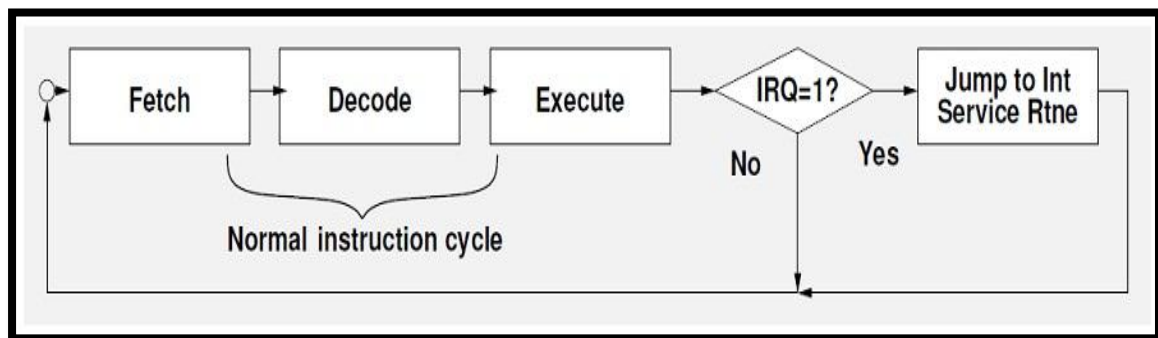 Fetch
Decode
Execute
IRQ=1?
Jump to Int
Service Rtne
No
Yes
Normal instruction cycle